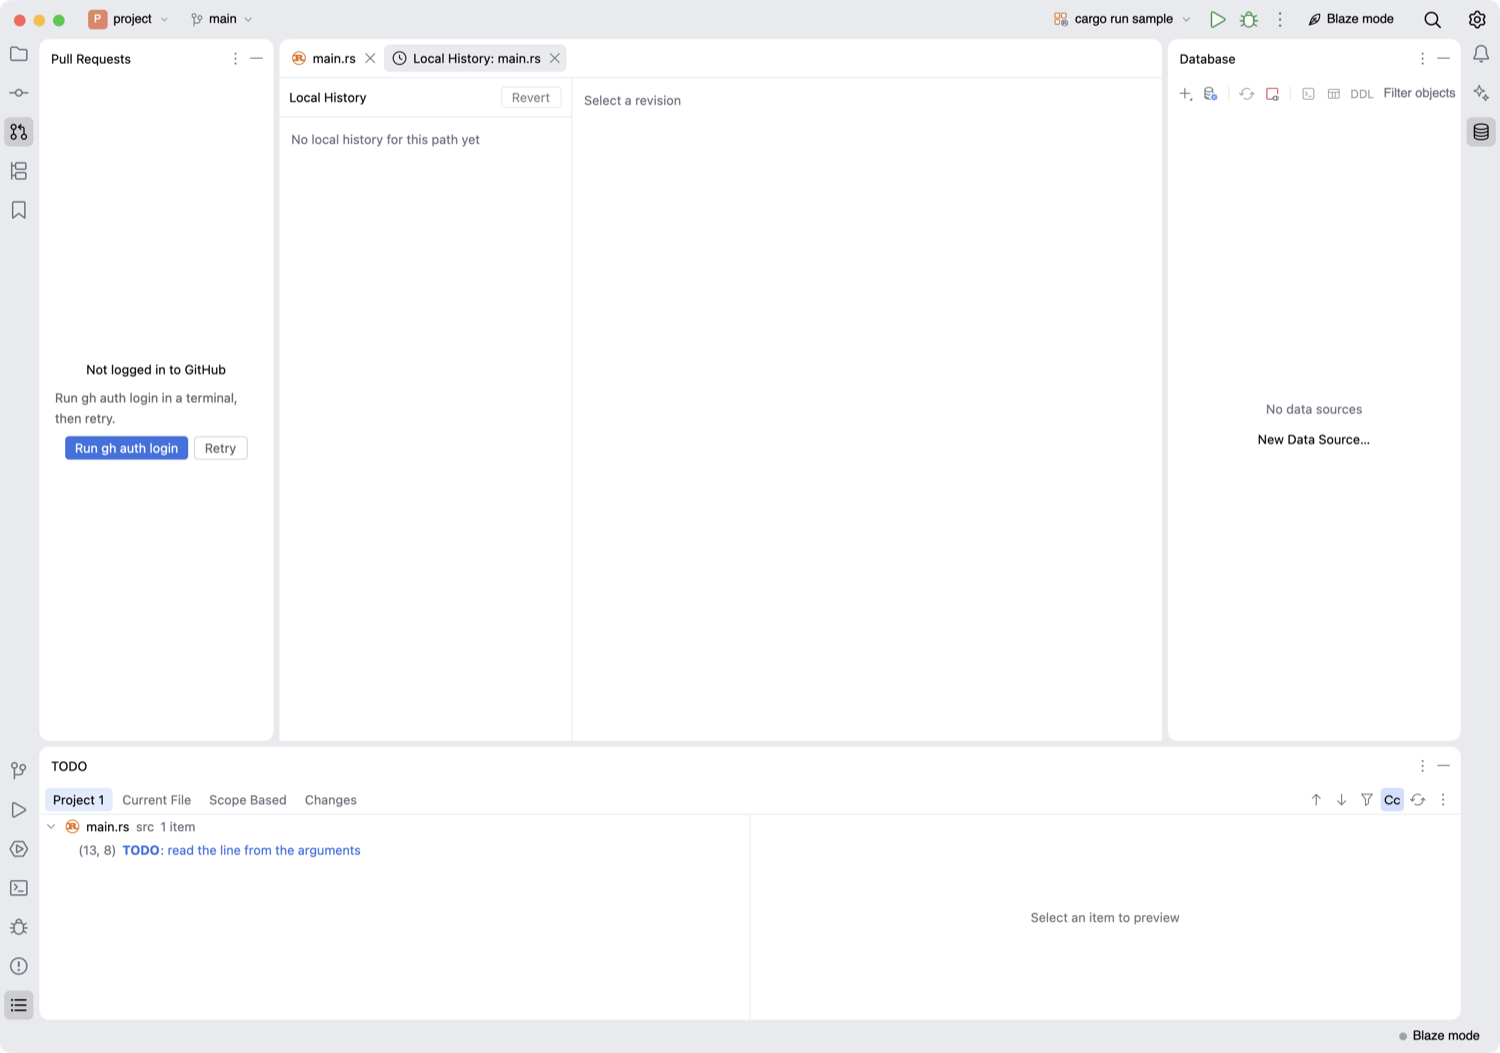 P project main cargo run sample Blaze mode
Pull Requests
main.rs Local History: main.rs
Database
Local History Revert
Select a revision
DDL Filter objects
No local history for this path yet
Not logged in to GitHub
Run gh auth login in a terminal,
then retry.
Run gh auth login Retry
No data sources
New Data Source...
TODO
Project 1 Current File Scope Based Changes Cc
main.rs src 1 item
(13, 8) TODO: read the line from the arguments
Select an item to preview
Blaze mode